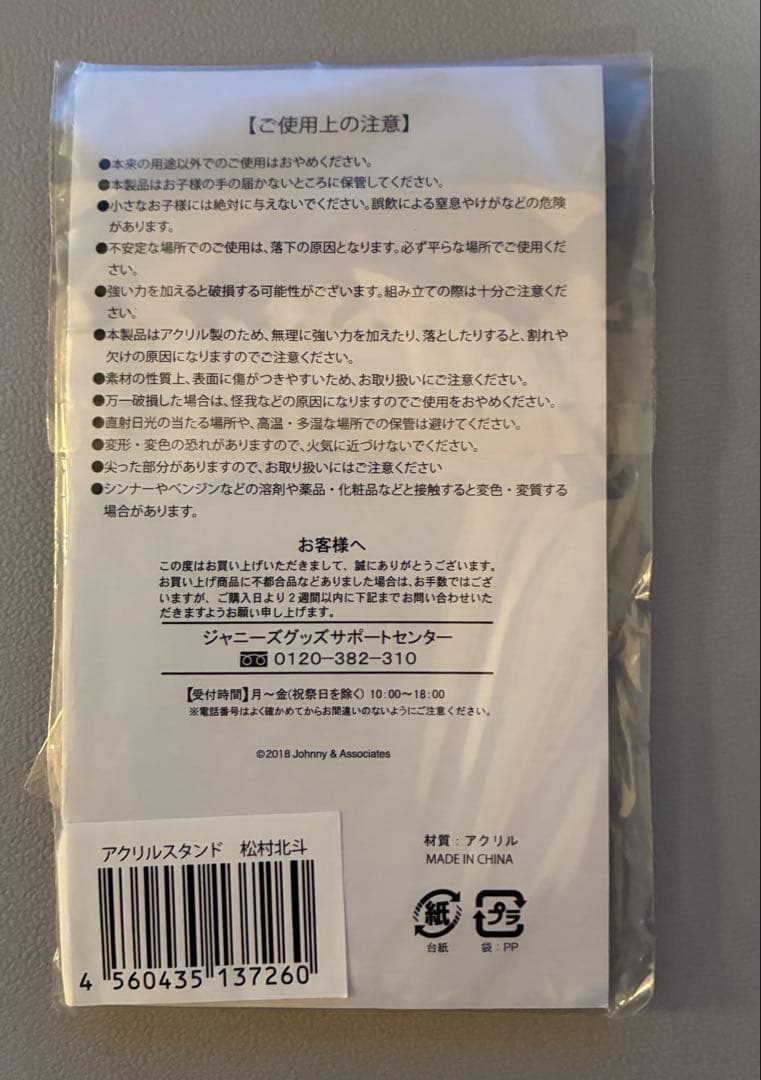 【ご使用上の注意】
●本来の用途以外でのご使用はおやめください。
●本製品はお子様の手の届かないところに保管してください。
●小さなお子様には絶対に与えないでください。誤飲による窒息やけがなどの危険
があります。
●不安定な場所でのご使用は、落下の原因となります。必ず平らな場所でご使用くだ
さい。
●強い力を加えると破損する可能性がございます。組み立ての際は十分ご注意くだ
さい。
●本製品はアクリル製のため、無理に強い力を加えたり、落としたりすると、割れや
欠けの原因になりますのでご注意ください。
●素材の性質上、表面に傷がつきやすいため、お取り扱いにご注意ください。
●万一破損した場合は、怪我などの原因になりますのでご使用をおやめください。
●直射日光の当たる場所や、高温・多湿な場所での保管は避けてください。
●変形・変色の恐れがありますので、火気に近づけないでください。
●尖った部分がありますので、お取り扱いにはご注意ください
●シンナーやベンジンなどの溶剤や薬品・化粧品などと接触すると変色・変質する
場合があります。
お客様へ
この度はお買い上げいただきまして、誠にありがとうございます。
お買い上げ商品に不都合品などありました場合は、お手数ではござ
いますが、ご購入日より2週間以内に下記までお問い合わせいた
だきますようお願い申し上げます。
ジャニーズグッズサポートセンター
0120-382-310
【受付時間】月～金(祝祭日を除く) 10:00～18:00
※電話番号はよく確かめてからお間違いのないようにご注意ください。
©2018 Johnny & Associates
アクリルスタンド 松村北斗
4 560435 137260
材質：アクリル
MADE IN CHINA
紙 プラ
台紙 袋：PP